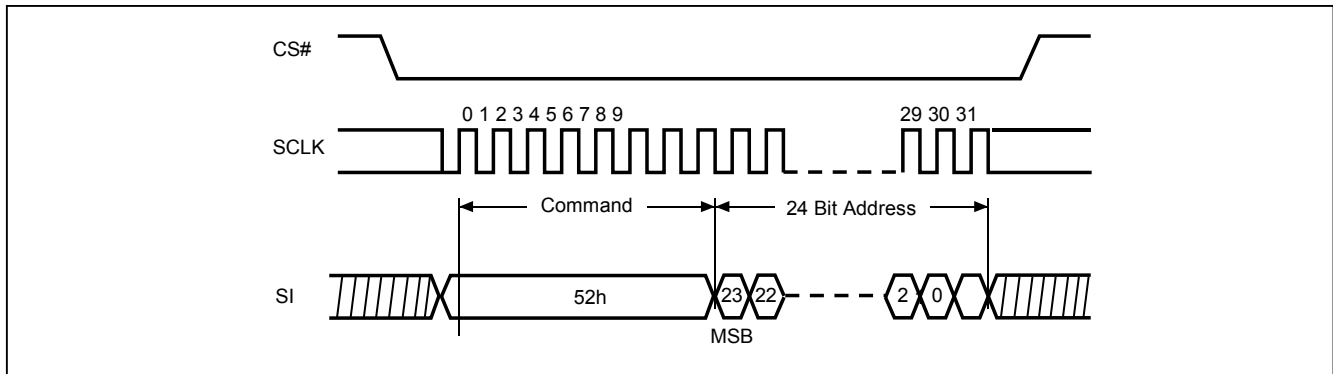 CS#
0 1 2 3 4 5 6 7 8 9
29 30 31
SCLK
Command
24 Bit Address
SI
52h
23
22
2
0
MSB